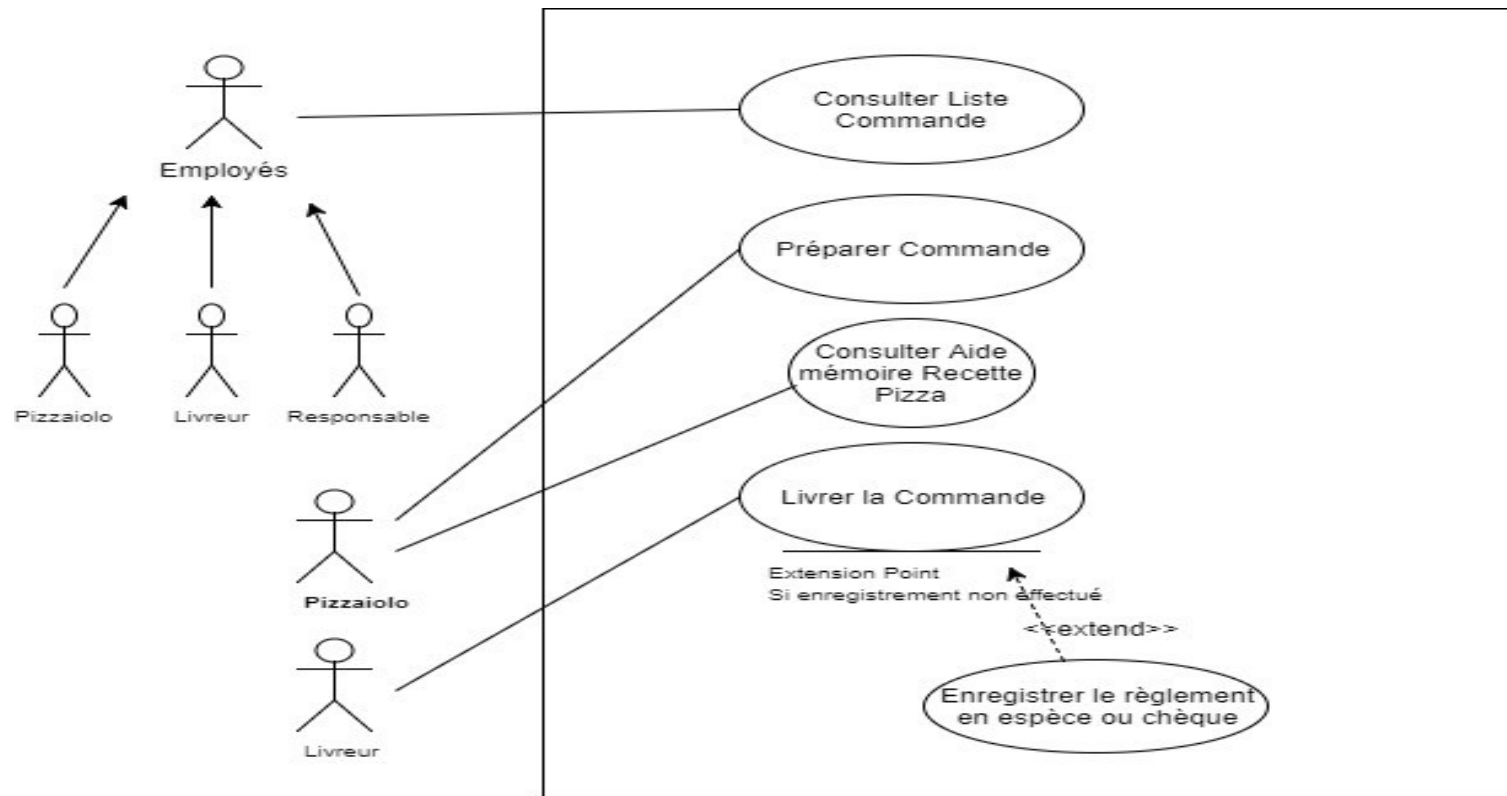 Consulter Liste
Commande
Employés
Préparer Commande
Consulter Aide
mémoire Recette
Pizza
Pizzaiolo
Livreur
Responsable
Livrer la Commande
Extension Point
Si enregistrement non effectué
<<extend>>
Pizzaiolo
Enregistrer le règlement
en espèce ou chèque
Livreur